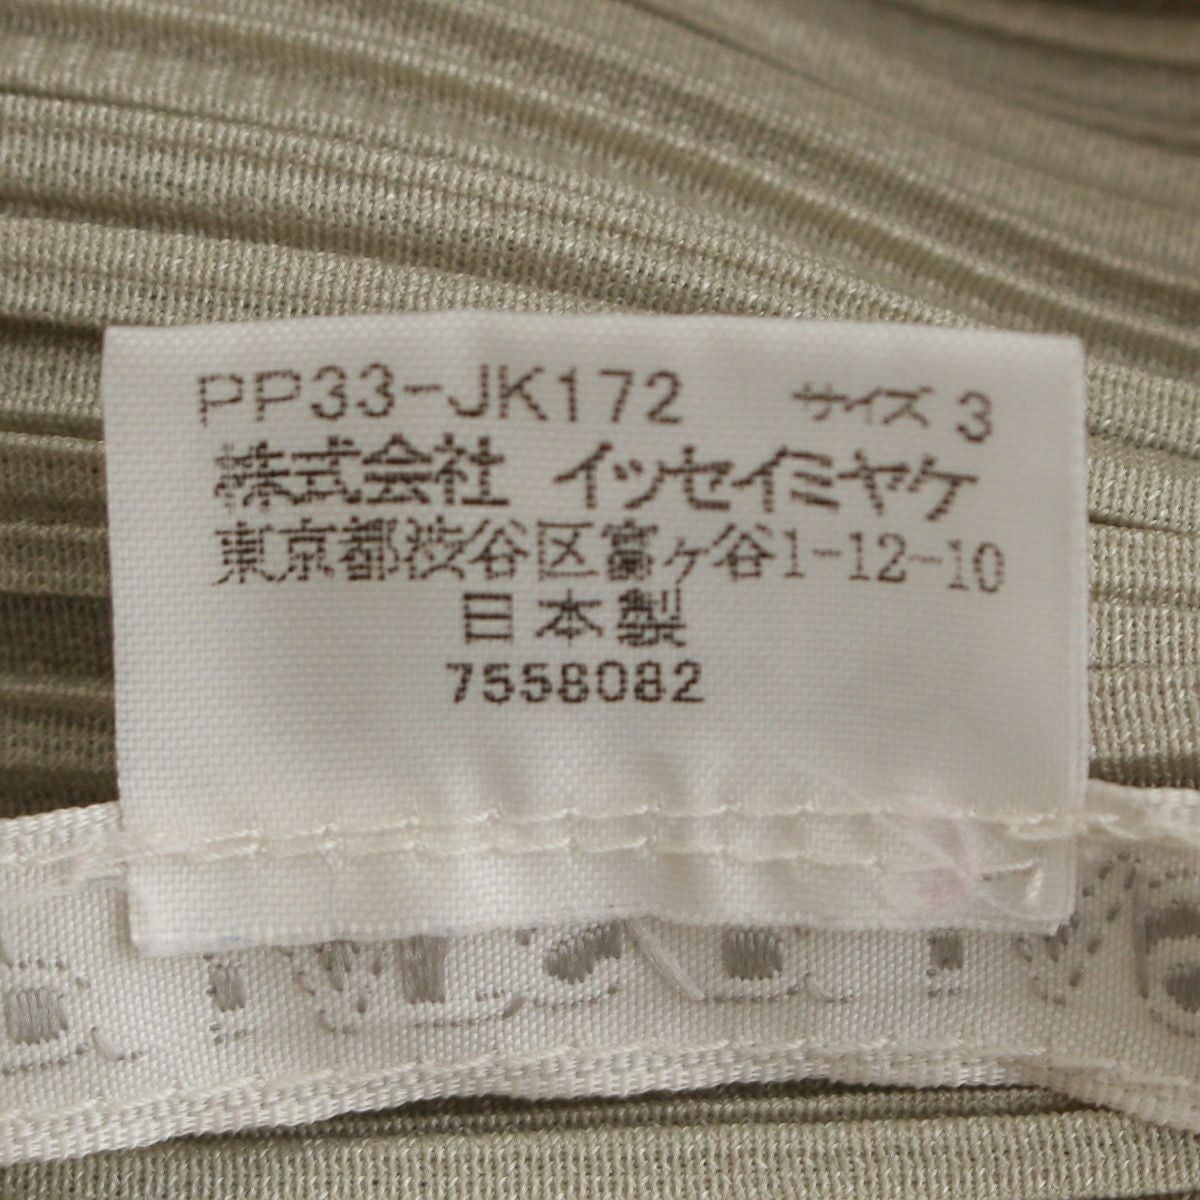 PP33-JK172 サイズ 3
株式会社 イッセイミヤケ
東京都渋谷区富ヶ谷1-12-10
日本製
7558082